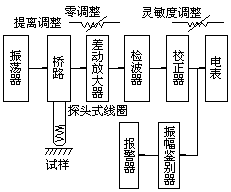 零调整
灵敏度调整
提离调整
振荡器
桥路
差动放大器
检波器
校正器
电表
探头式线圈
试样
报警器
振幅鉴别器